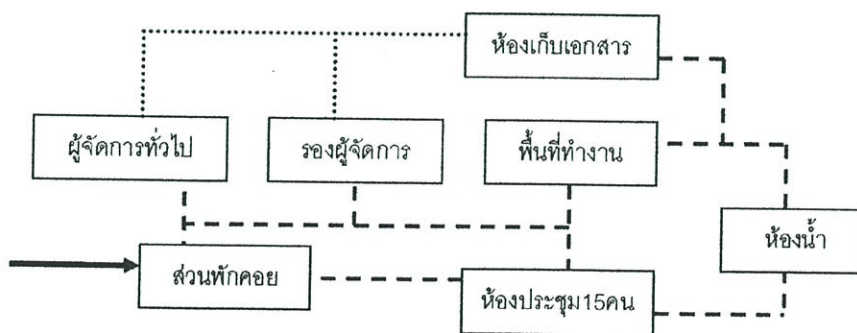 ห้องเก็บเอกสาร
ผู้จัดการทั่วไป
รองผู้จัดการ
พื้นที่ทำงาน
ห้องน้ำ
ส่วนพักคอย
ห้องประชุม15คน